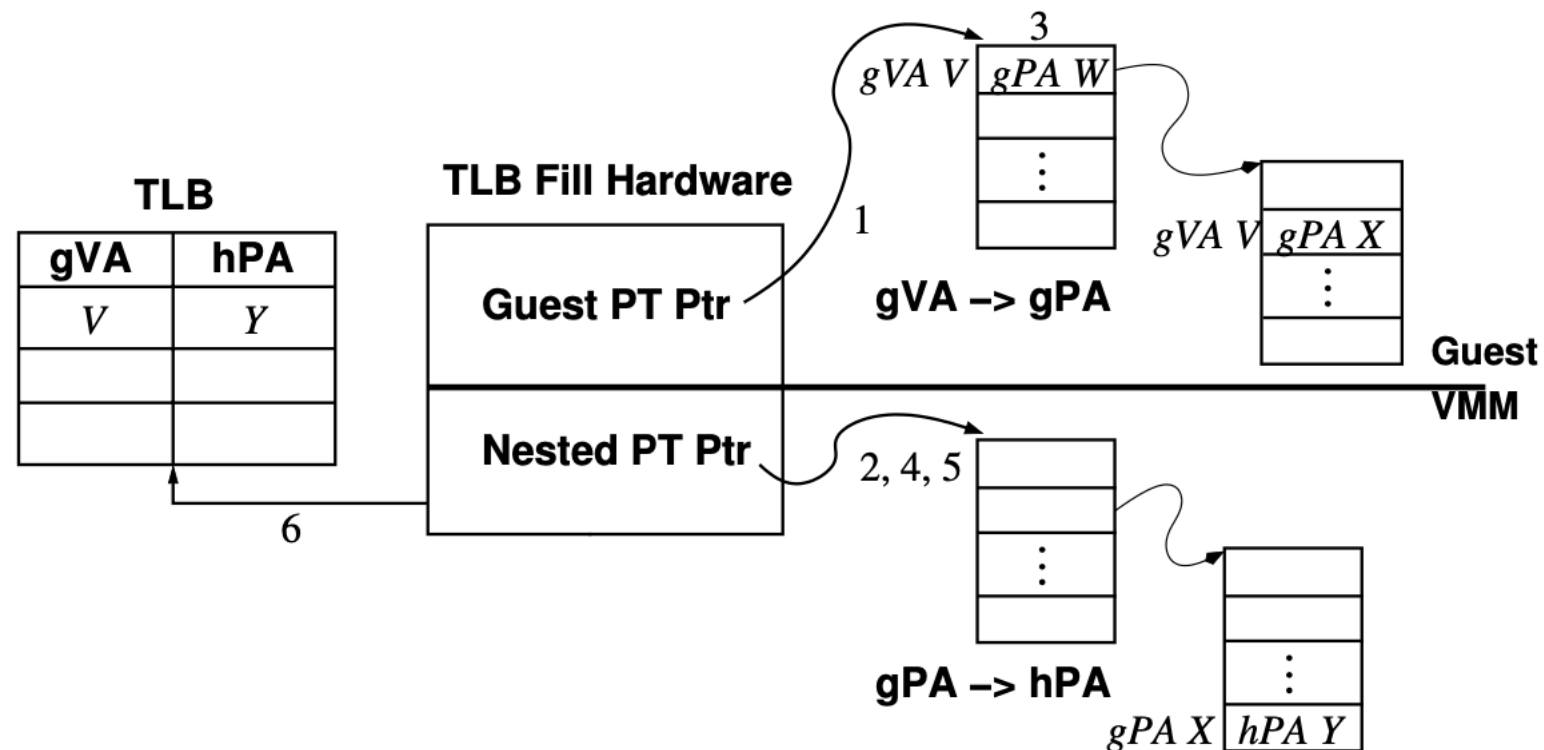 3
gVA V
gPA W
⋮
TLB Fill Hardware
TLB
1
gVA V
gPA X
⋮
gVA hPA
V Y
Guest PT Ptr
gVA –> gPA
Guest
VMM
Nested PT Ptr
2, 4, 5
6
⋮
gPA –> hPA
⋮
gPA X
hPA Y